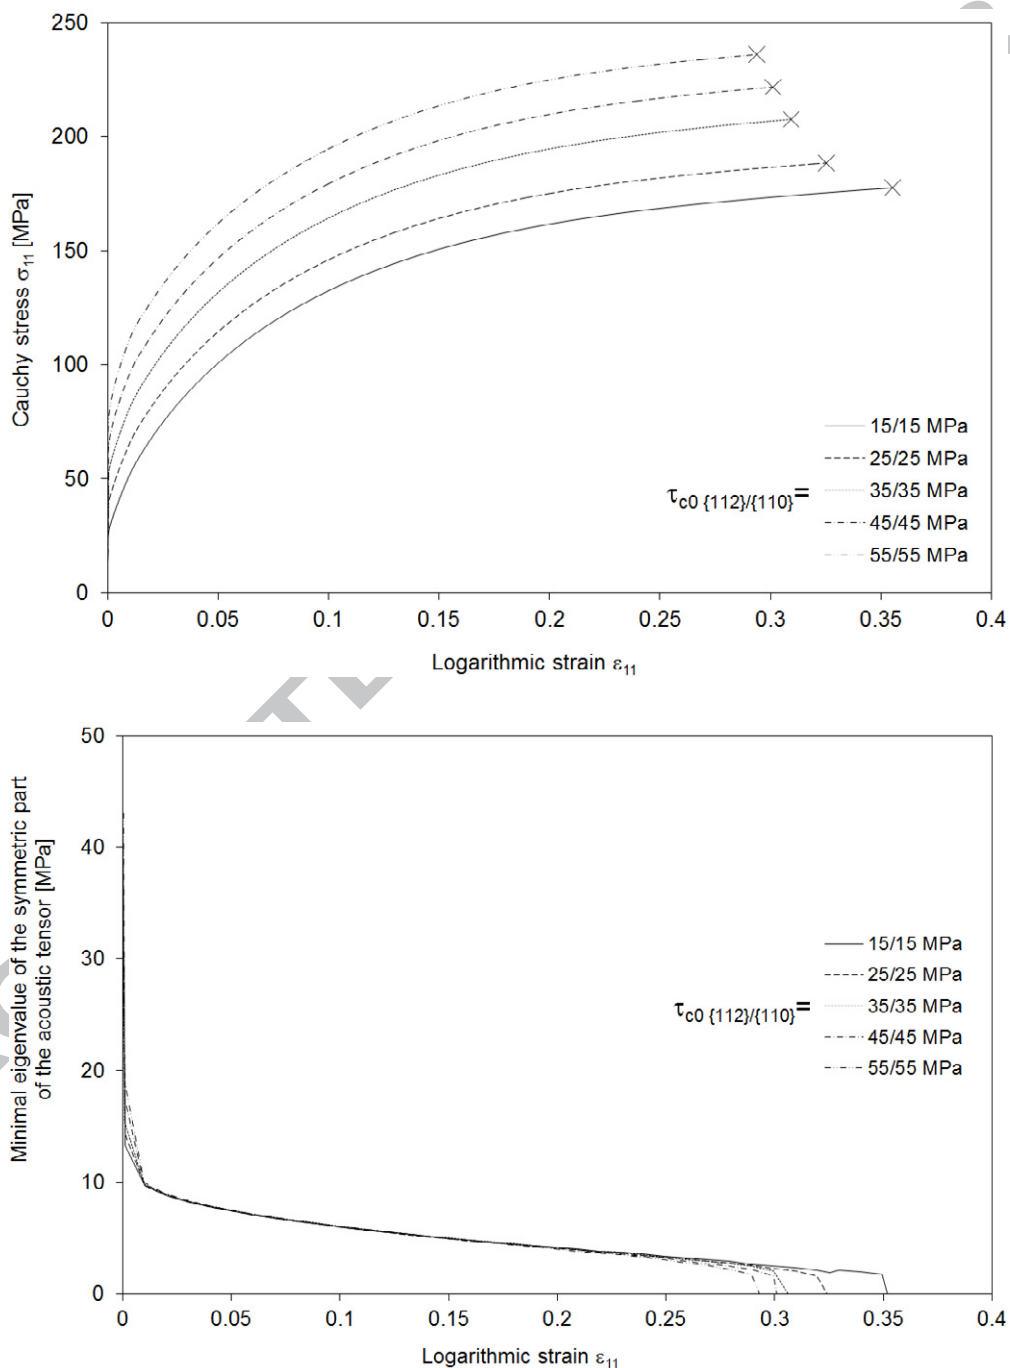 250
200
150
100
50
0
Cauchy stress σ11 [MPa]
15/15 MPa
25/25 MPa
τc0 {112}/{110}= 35/35 MPa
45/45 MPa
55/55 MPa
0 0.05 0.1 0.15 0.2 0.25 0.3 0.35 0.4
Logarithmic strain ε11
50
40
30
20
10
0
Minimal eigenvalue of the symmetric part
of the acoustic tensor [MPa]
15/15 MPa
25/25 MPa
τc0 {112}/{110}= 35/35 MPa
45/45 MPa
55/55 MPa
0 0.05 0.1 0.15 0.2 0.25 0.3 0.35 0.4
Logarithmic strain ε11